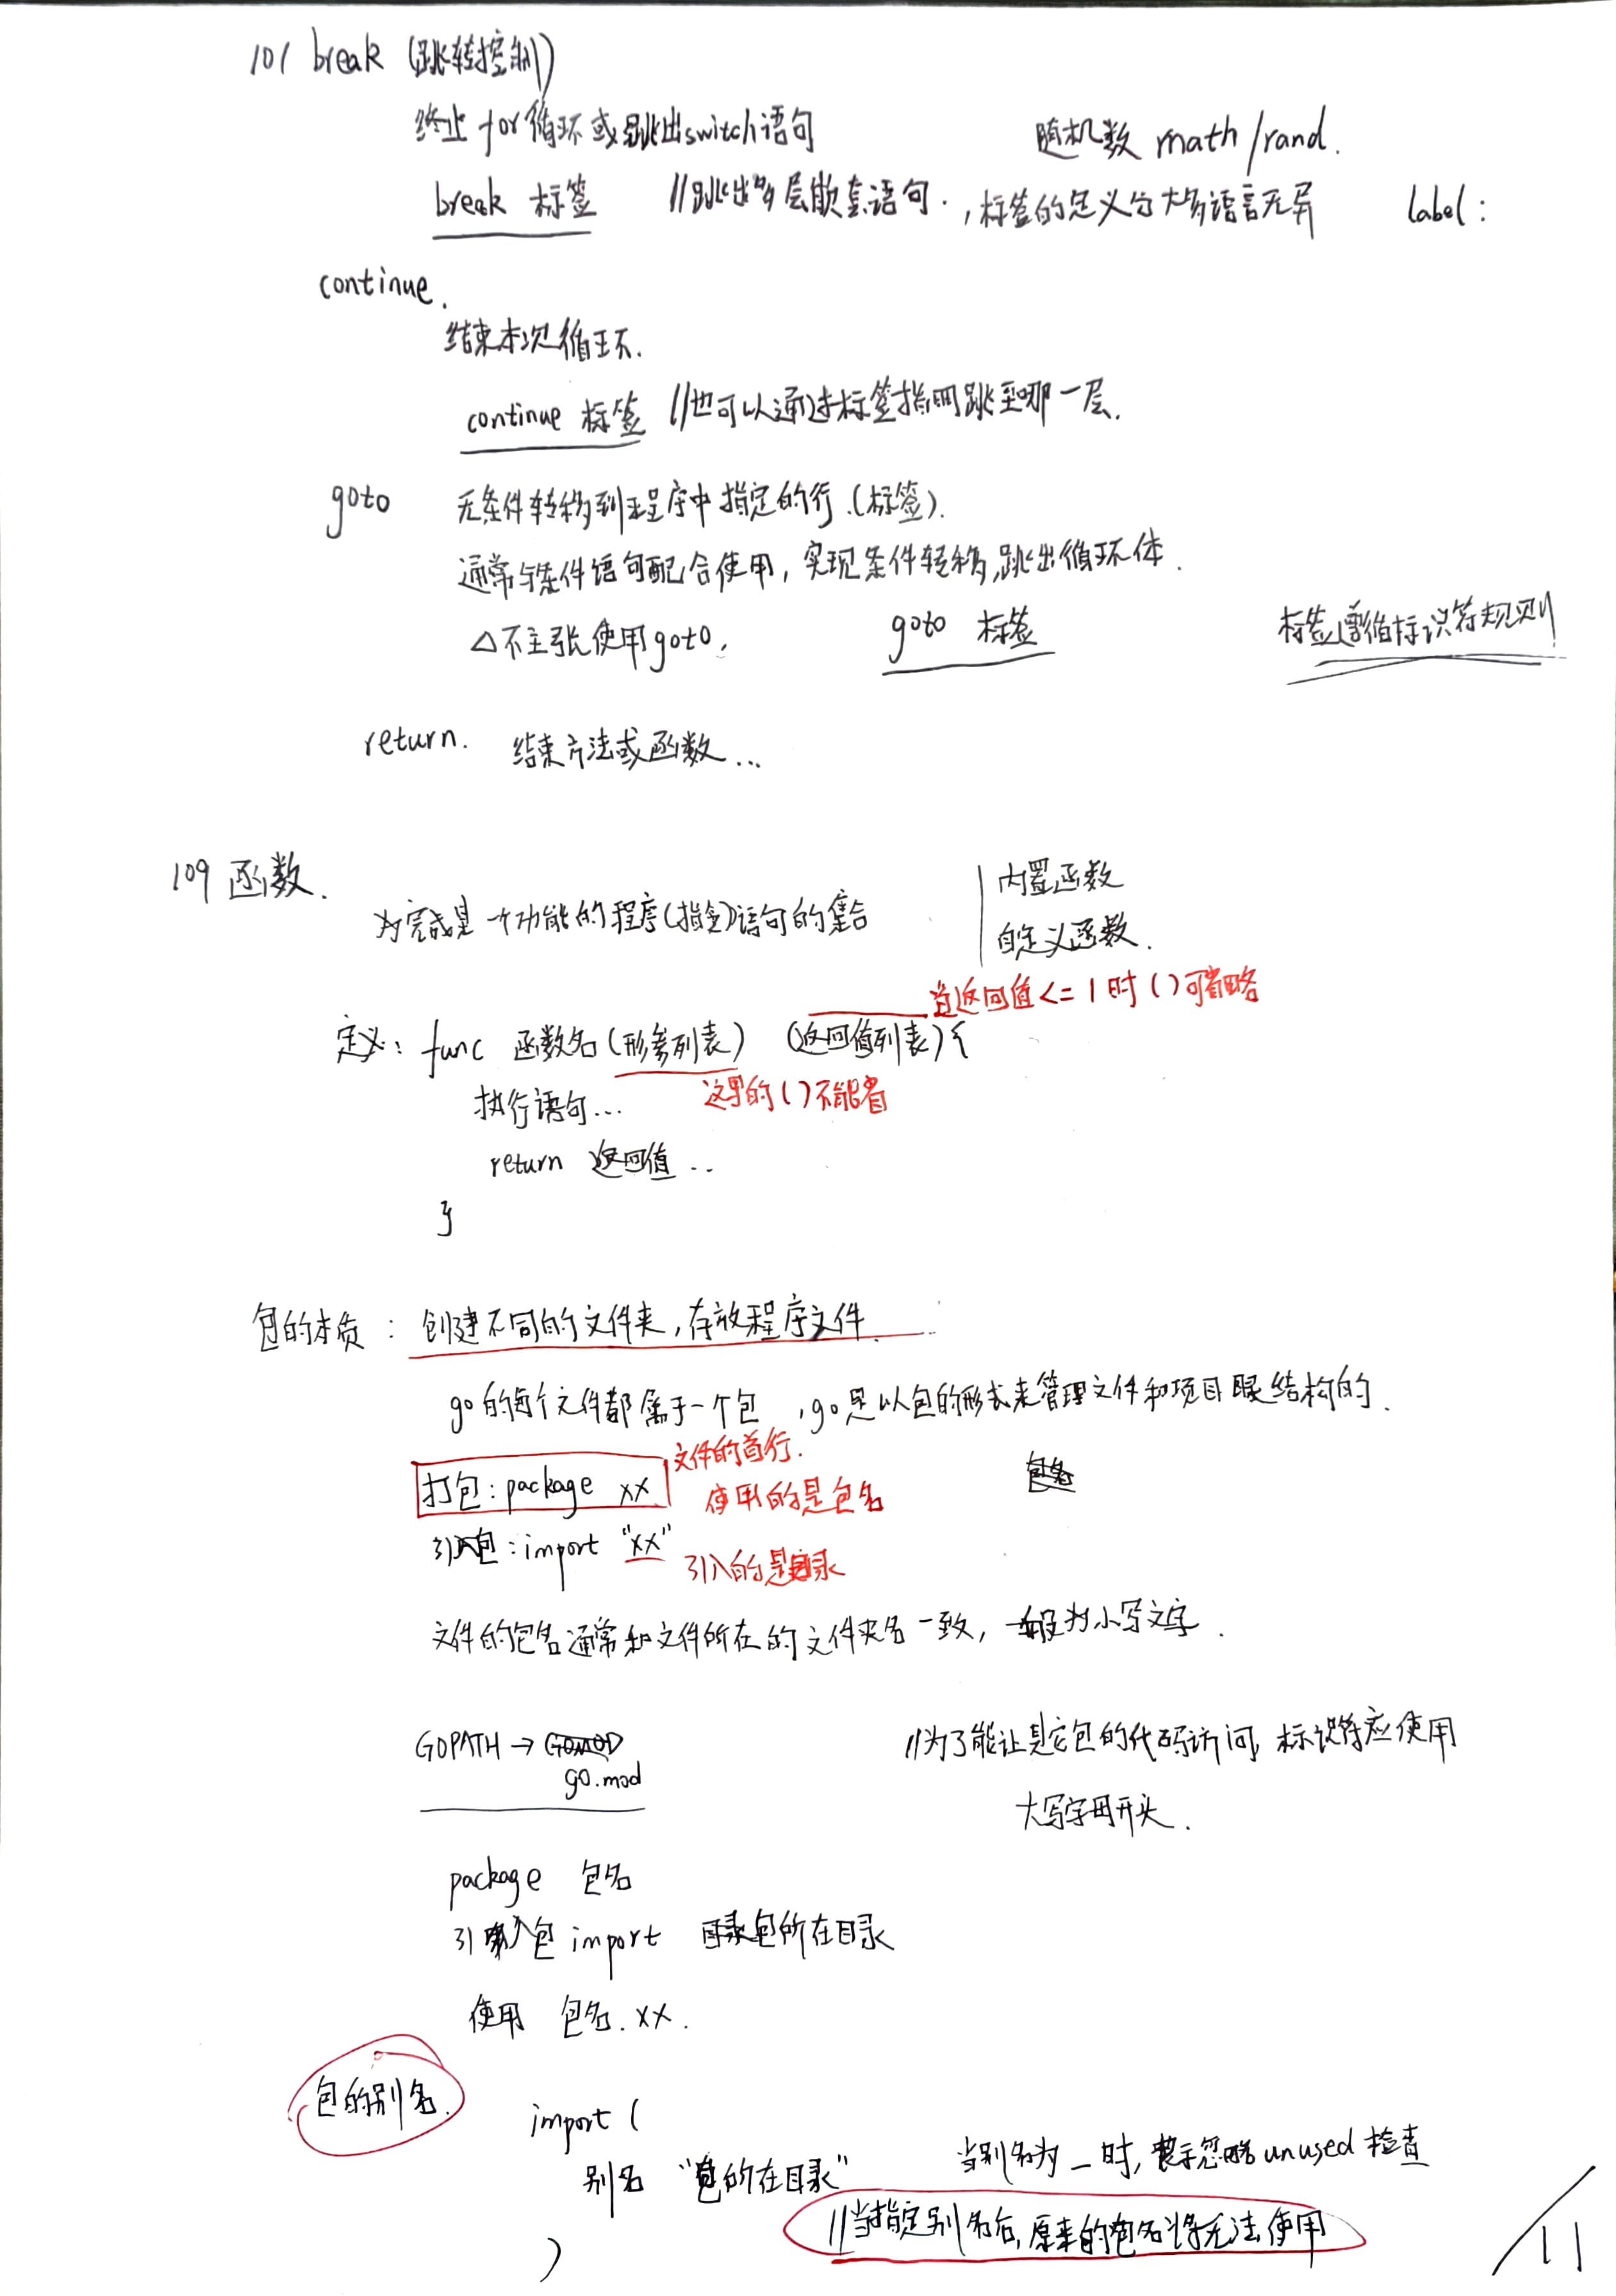 101 break (跳转控制)
终止for循环或跳出switch语句
随机数 math/rand.
break 标签 //跳出多层嵌套语句. ,标签的定义与大多语言无异 label:
continue.
结束本次循环.
continue 标签 //也可以通过标签指明跳至哪一层.
goto 无条件转移到程序中指定的行.(标签).
通常与条件语句配合使用, 实现条件转移,跳出循环体.
△不主张使用goto. goto 标签 标签遵循标识符规则
return. 结束方法或函数...
109 函数.
为完成某一个功能的程序(指令)语句的集合
内置函数
自定义函数.
当返回值<=1时()可省略
定义: func 函数名(形参列表) (返回值列表){
这里的()不能省
执行语句...
return 返回值..
}
包的本质: 创建不同的文件夹,存放程序文件.
go的每个文件都属于一个包 ,go是以包的形式来管理文件和项目目录结构的.
文件的首行.
打包: package xx 使用的是包名
引入包: import "xx" 引入的是目录
文件的包名通常和文件所在的文件夹名一致, 一般为小写文字.
GOPATH → GOMOD
go.mod
//为了能让其它包的代码访问, 标识符应使用
大写字母开头.
package 包名
引入包 import 目录包所在目录
使用 包名.xx.
包的别名.
import (
别名 "包的在目录" 当别名为_时,表示忽略unused检查
//当指定别名后,原来的包名将无法使用
)
11